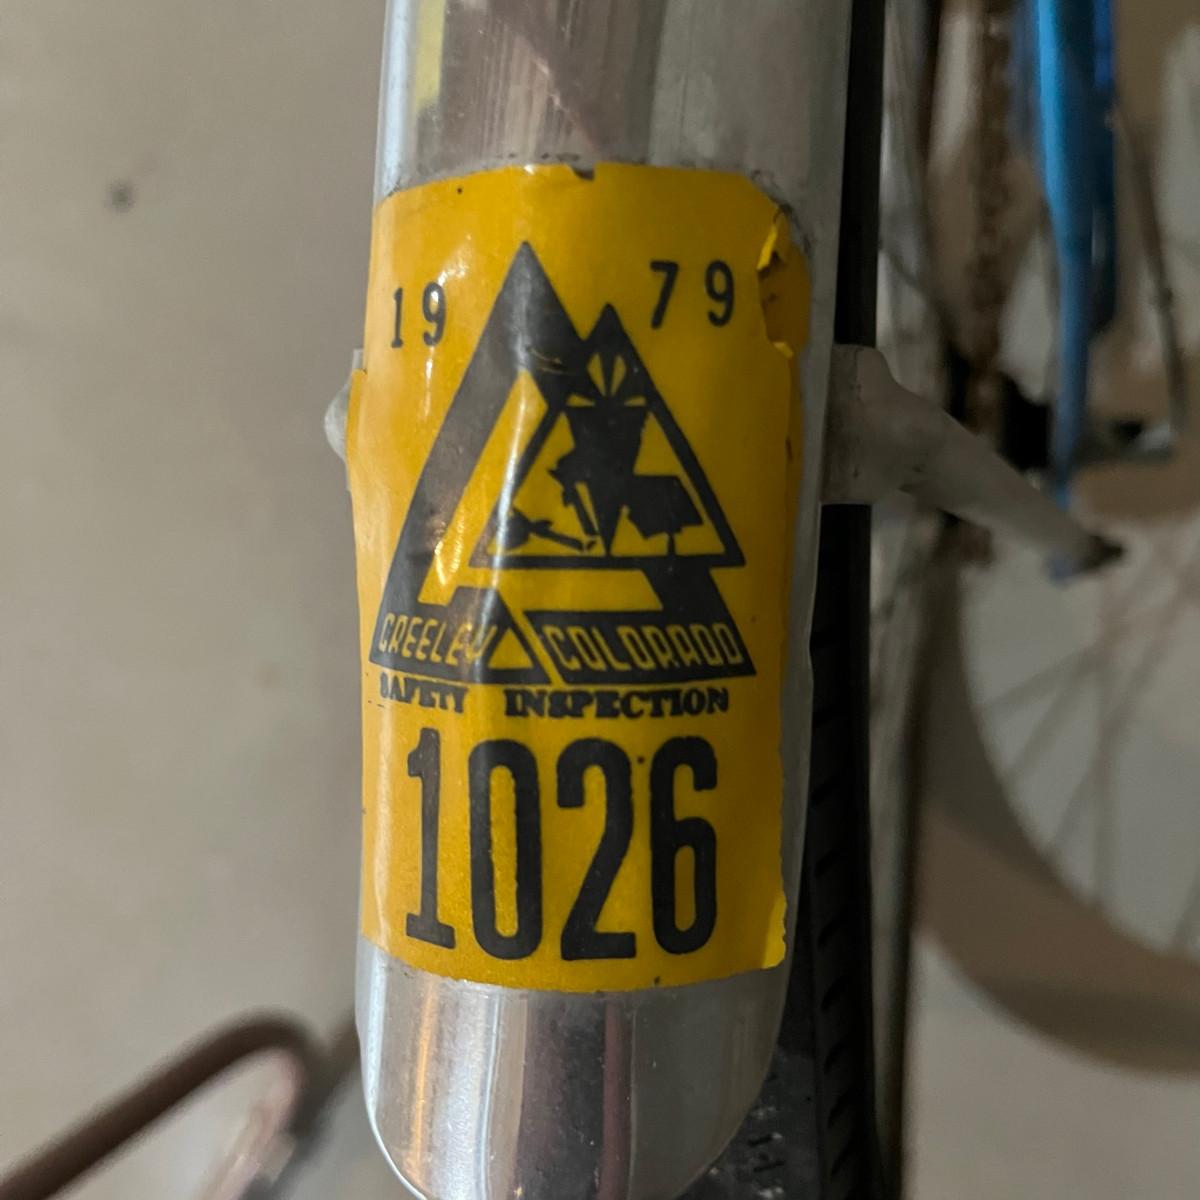 19 79
GREELEY COLORADO
SAFETY INSPECTION
1026